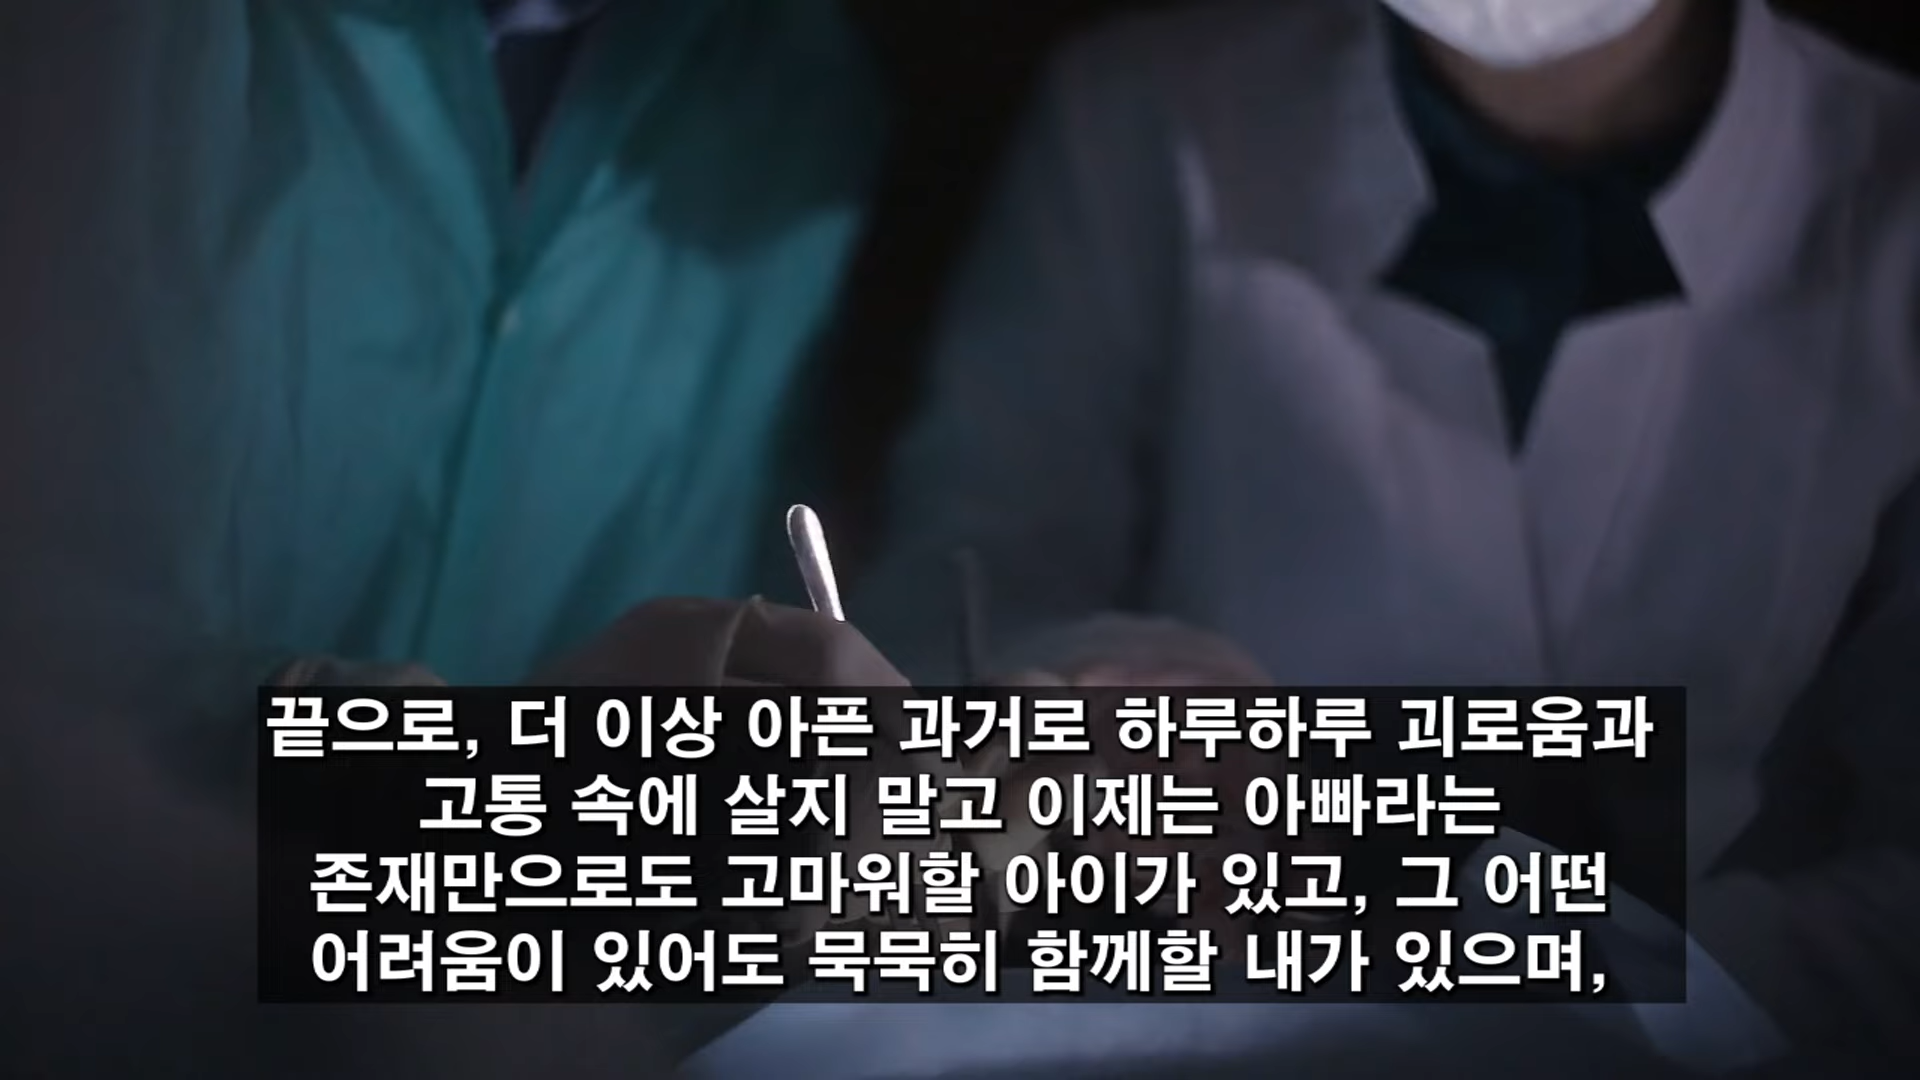 끝으로, 더 이상 아픈 과거로 하루하루 괴로움과
고통 속에 살지 말고 이제는 아빠라는
존재만으로도 고마워할 아이가 있고, 그 어떤
어려움이 있어도 묵묵히 함께할 내가 있으며,